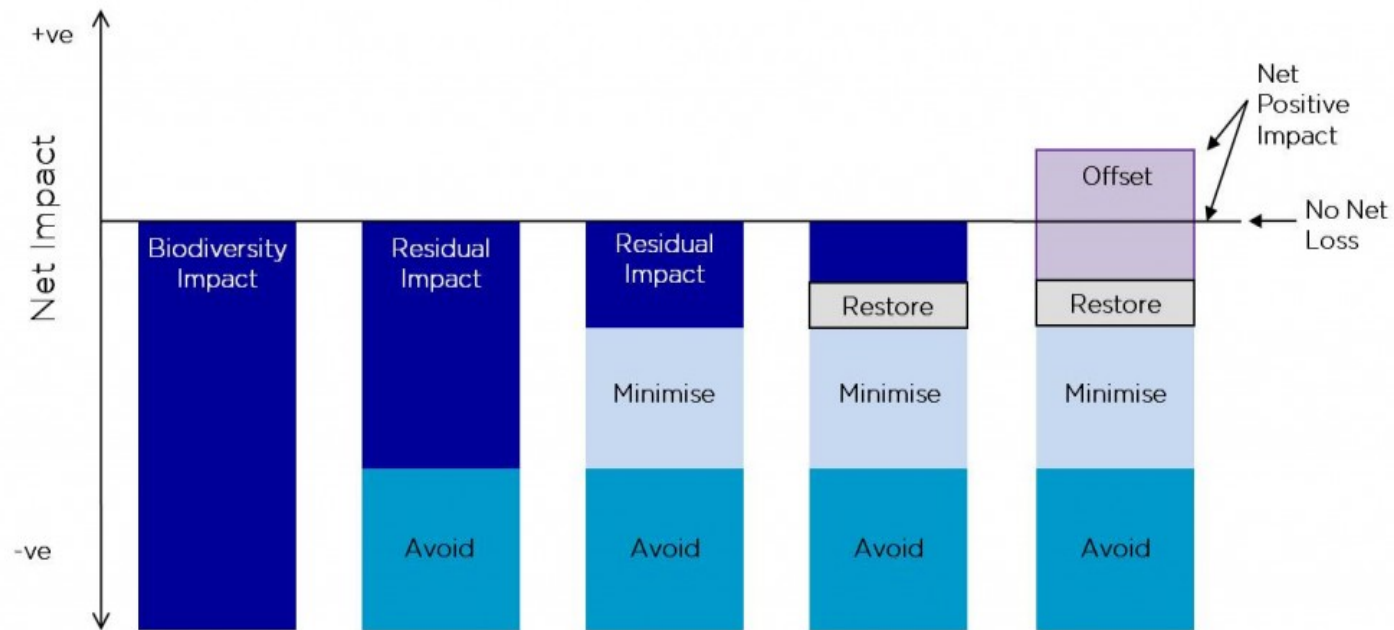 +ve
Net Impact
-ve
Biodiversity
Impact
Residual
Impact
Avoid
Residual
Impact
Minimise
Avoid
Restore
Minimise
Avoid
Offset
Restore
Minimise
Avoid
Net
Positive
Impact
No Net
Loss